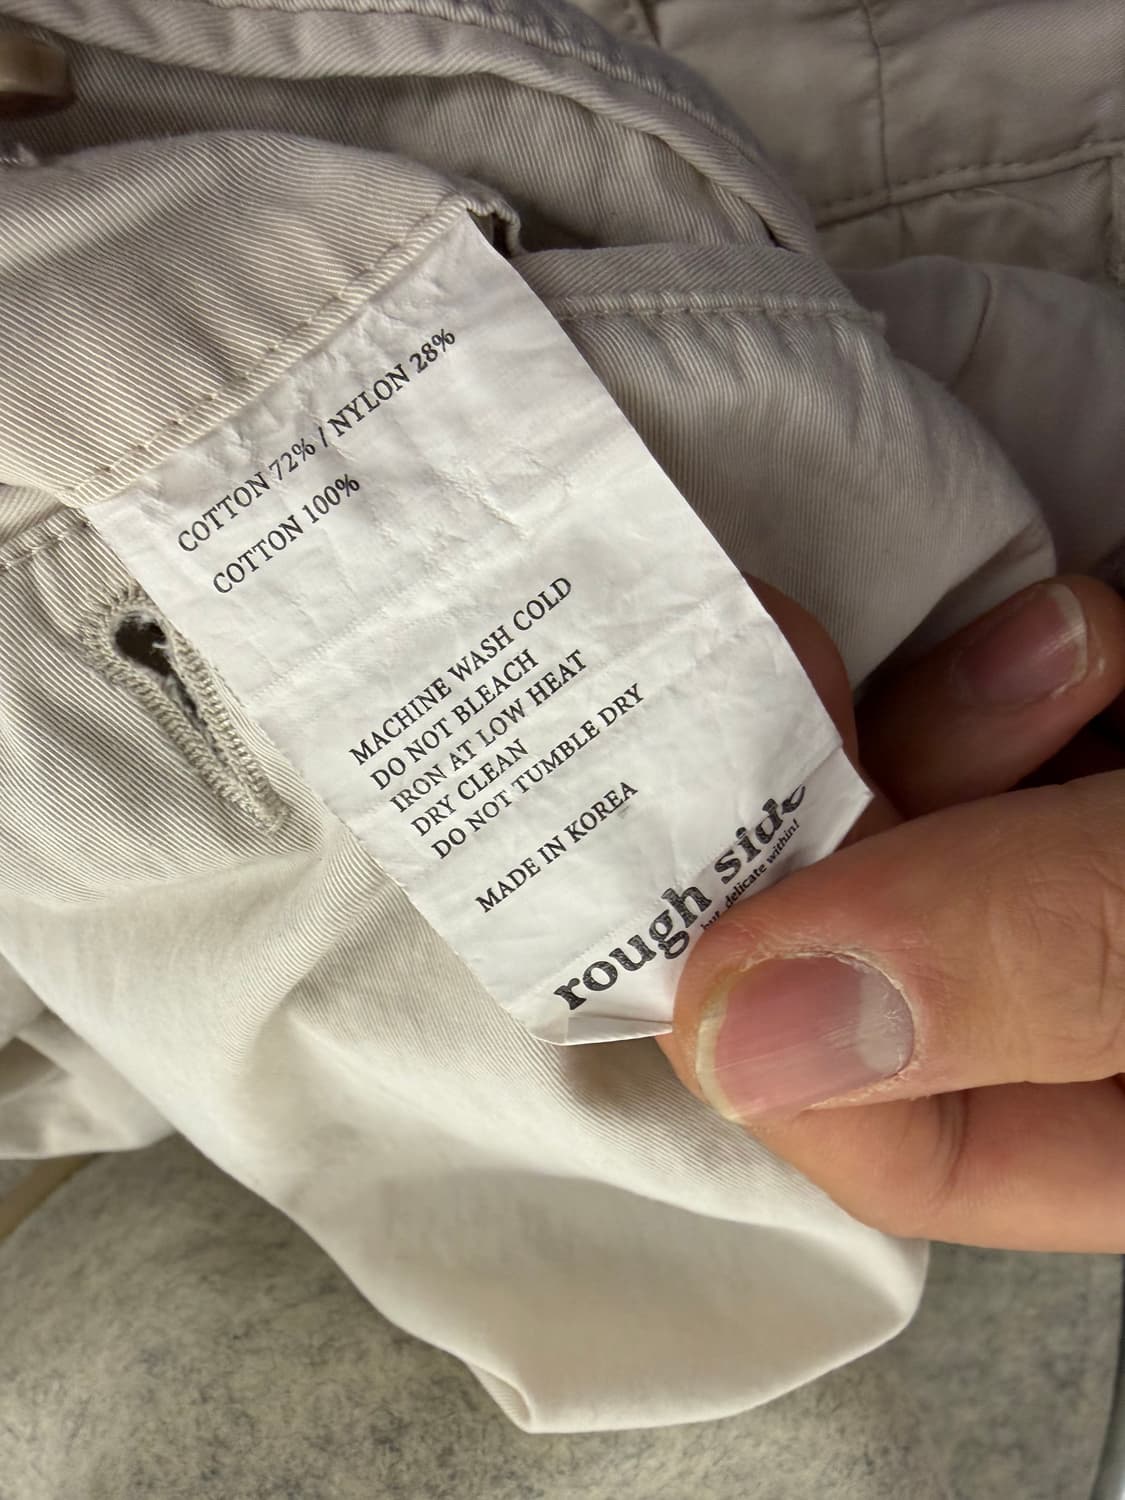 COTTON 72% / NYLON 28%
COTTON 100%
MACHINE WASH COLD
DO NOT BLEACH
IRON AT LOW HEAT
DRY CLEAN
DO NOT TUMBLE DRY
MADE IN KOREA
rough side
but, delicate within!